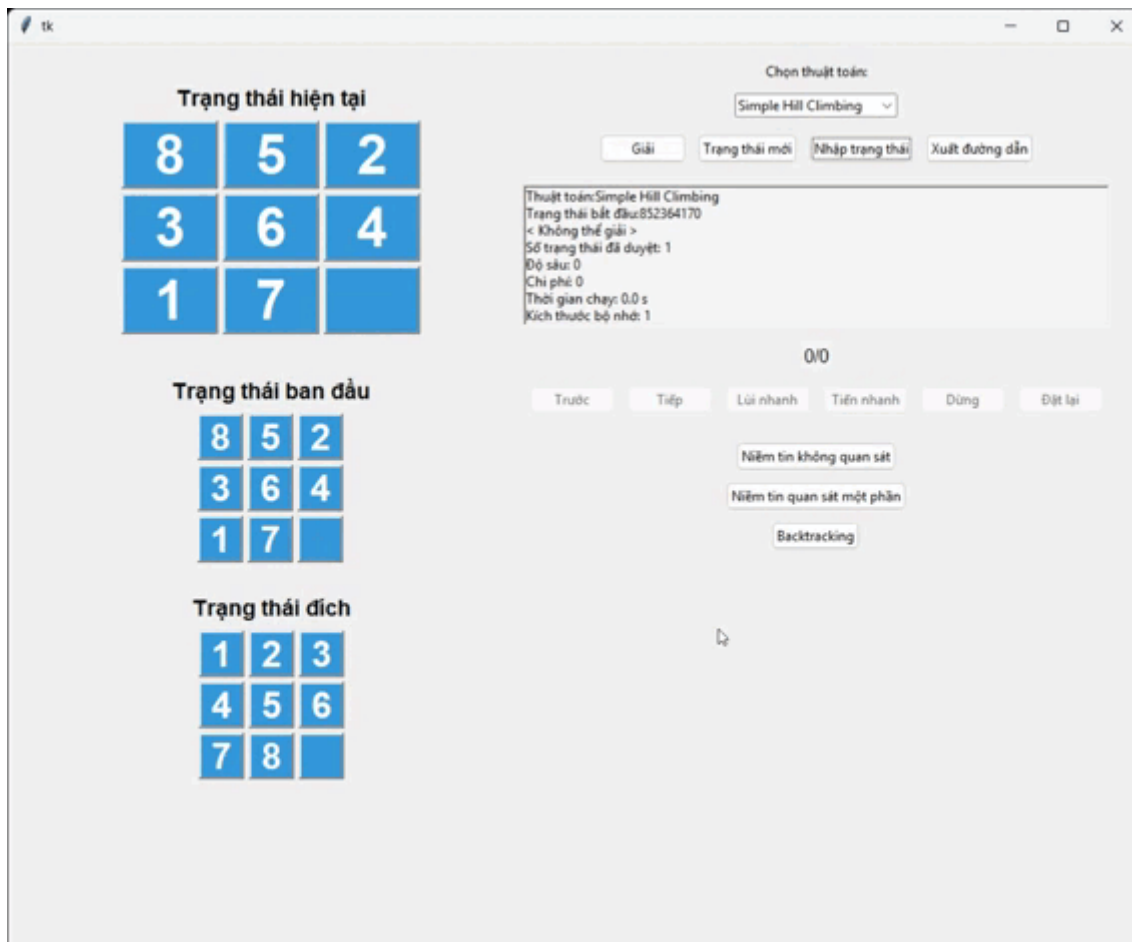 tk
Trạng thái hiện tại
8 5 2
3 6 4
1 7
Trạng thái ban đầu
8 5 2
3 6 4
1 7
Trạng thái đích
1 2 3
4 5 6
7 8
Chọn thuật toán:
Simple Hill Climbing
Giải Trạng thái mới Nhập trạng thái Xuất đường dẫn
Thuật toán:Simple Hill Climbing
Trạng thái bắt đầu:852364170
< Không thể giải >
Số trạng thái đã duyệt: 1
Độ sâu: 0
Chi phí: 0
Thời gian chạy: 0.0 s
Kích thước bộ nhớ: 1
0/0
Trước Tiếp Lùi nhanh Tiến nhanh Dừng Đặt lại
Niềm tin không quan sát
Niềm tin quan sát một phần
Backtracking